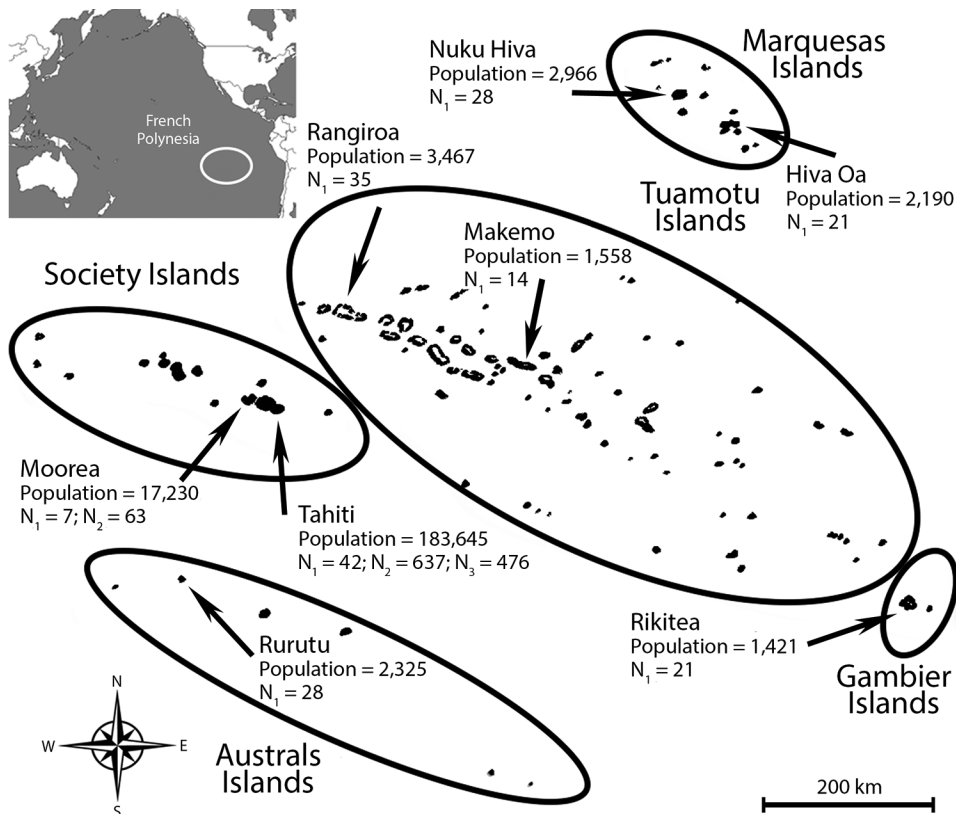 French
Polynesia
Nuku Hiva
Population = 2,966
N₁ = 28
Marquesas
Islands
Rangiroa
Population = 3,467
N₁ = 35
Hiva Oa
Population = 2,190
N₁ = 21
Tuamotu
Islands
Makemo
Population = 1,558
N₁ = 14
Society Islands
Moorea
Population = 17,230
N₁ = 7; N₂ = 63
Tahiti
Population = 183,645
N₁ = 42; N₂ = 637; N₃ = 476
Rikitea
Population = 1,421
N₁ = 21
Gambier
Islands
Rurutu
Population = 2,325
N₁ = 28
Australs
Islands
N
W
E
S
200 km